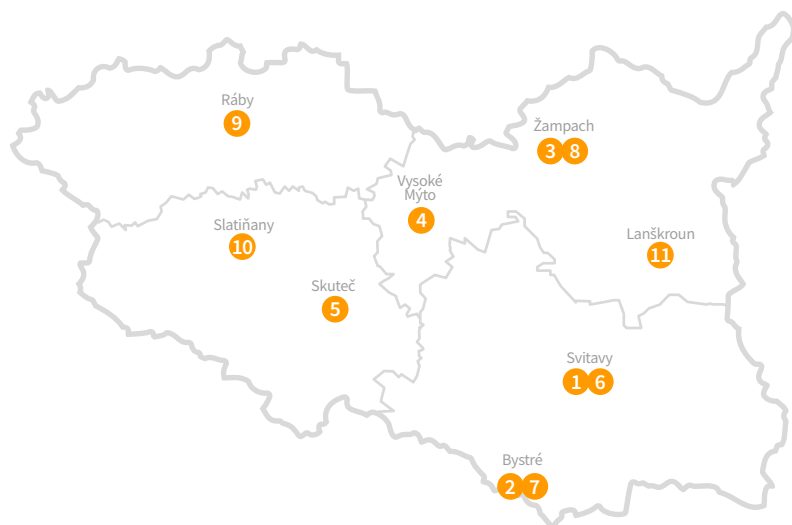 Ráby
9
Žampach
3 8
Vysoké
Mýto
4
Slatiňany
10
Lanškroun
11
Skuteč
5
Svitavy
1 6
Bystré
2 7